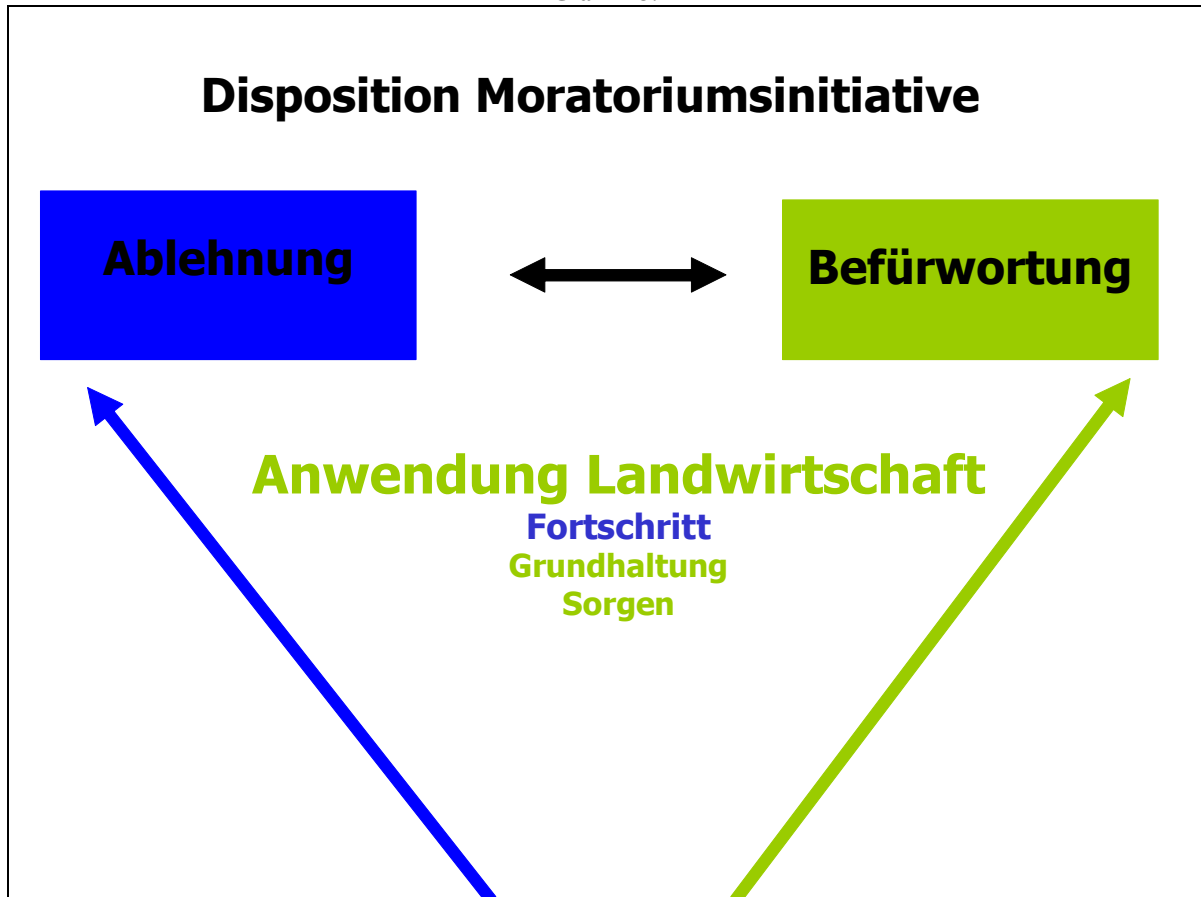 Disposition Moratoriumsinitiative
Ablehnung
Befürwortung
Anwendung Landwirtschaft
Fortschritt
Grundhaltung
Sorgen